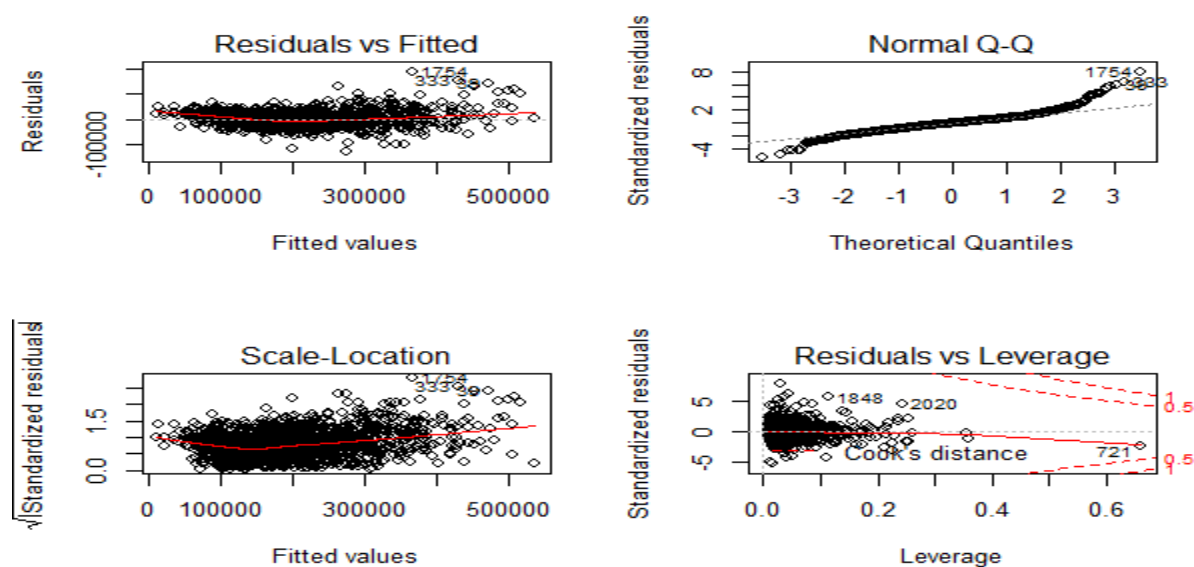 Residuals vs Fitted
Residuals
-100000
1754
333
0 100000 300000 500000
Fitted values
Normal Q-Q
Standardized residuals
8
2
-4
1754
333
-3 -2 -1 0 1 2 3
Theoretical Quantiles
Scale-Location
√|Standardized residuals|
1.5
0.0
1754
333
0 100000 300000 500000
Fitted values
Residuals vs Leverage
Standardized residuals
5
0
-5
1848
2020
721
Cook's distance
1
0.5
0.5
1
0.0 0.2 0.4 0.6
Leverage